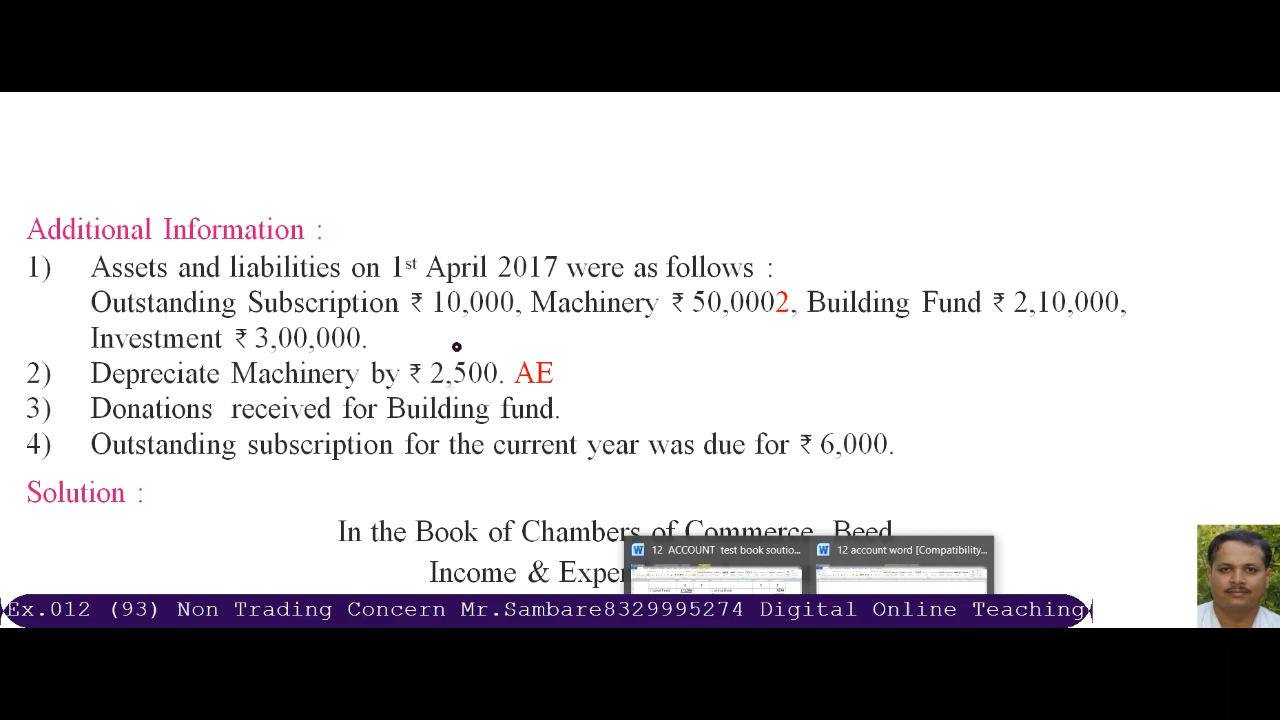 Additional Information :
1) Assets and liabilities on 1st April 2017 were as follows :
Outstanding Subscription ₹ 10,000, Machinery ₹ 50,0002, Building Fund ₹ 2,10,000,
Investment ₹ 3,00,000.
2) Depreciate Machinery by ₹ 2,500. AE
3) Donations received for Building fund.
4) Outstanding subscription for the current year was due for ₹ 6,000.
Solution :
In the Book of Chambers of Commerce, Beed
12 ACCOUNT test book soutio... 12 account word [Compatibility...
Income & Exper
Ex.012 (93) Non Trading Concern Mr.Sambare8329995274 Digital Online Teaching